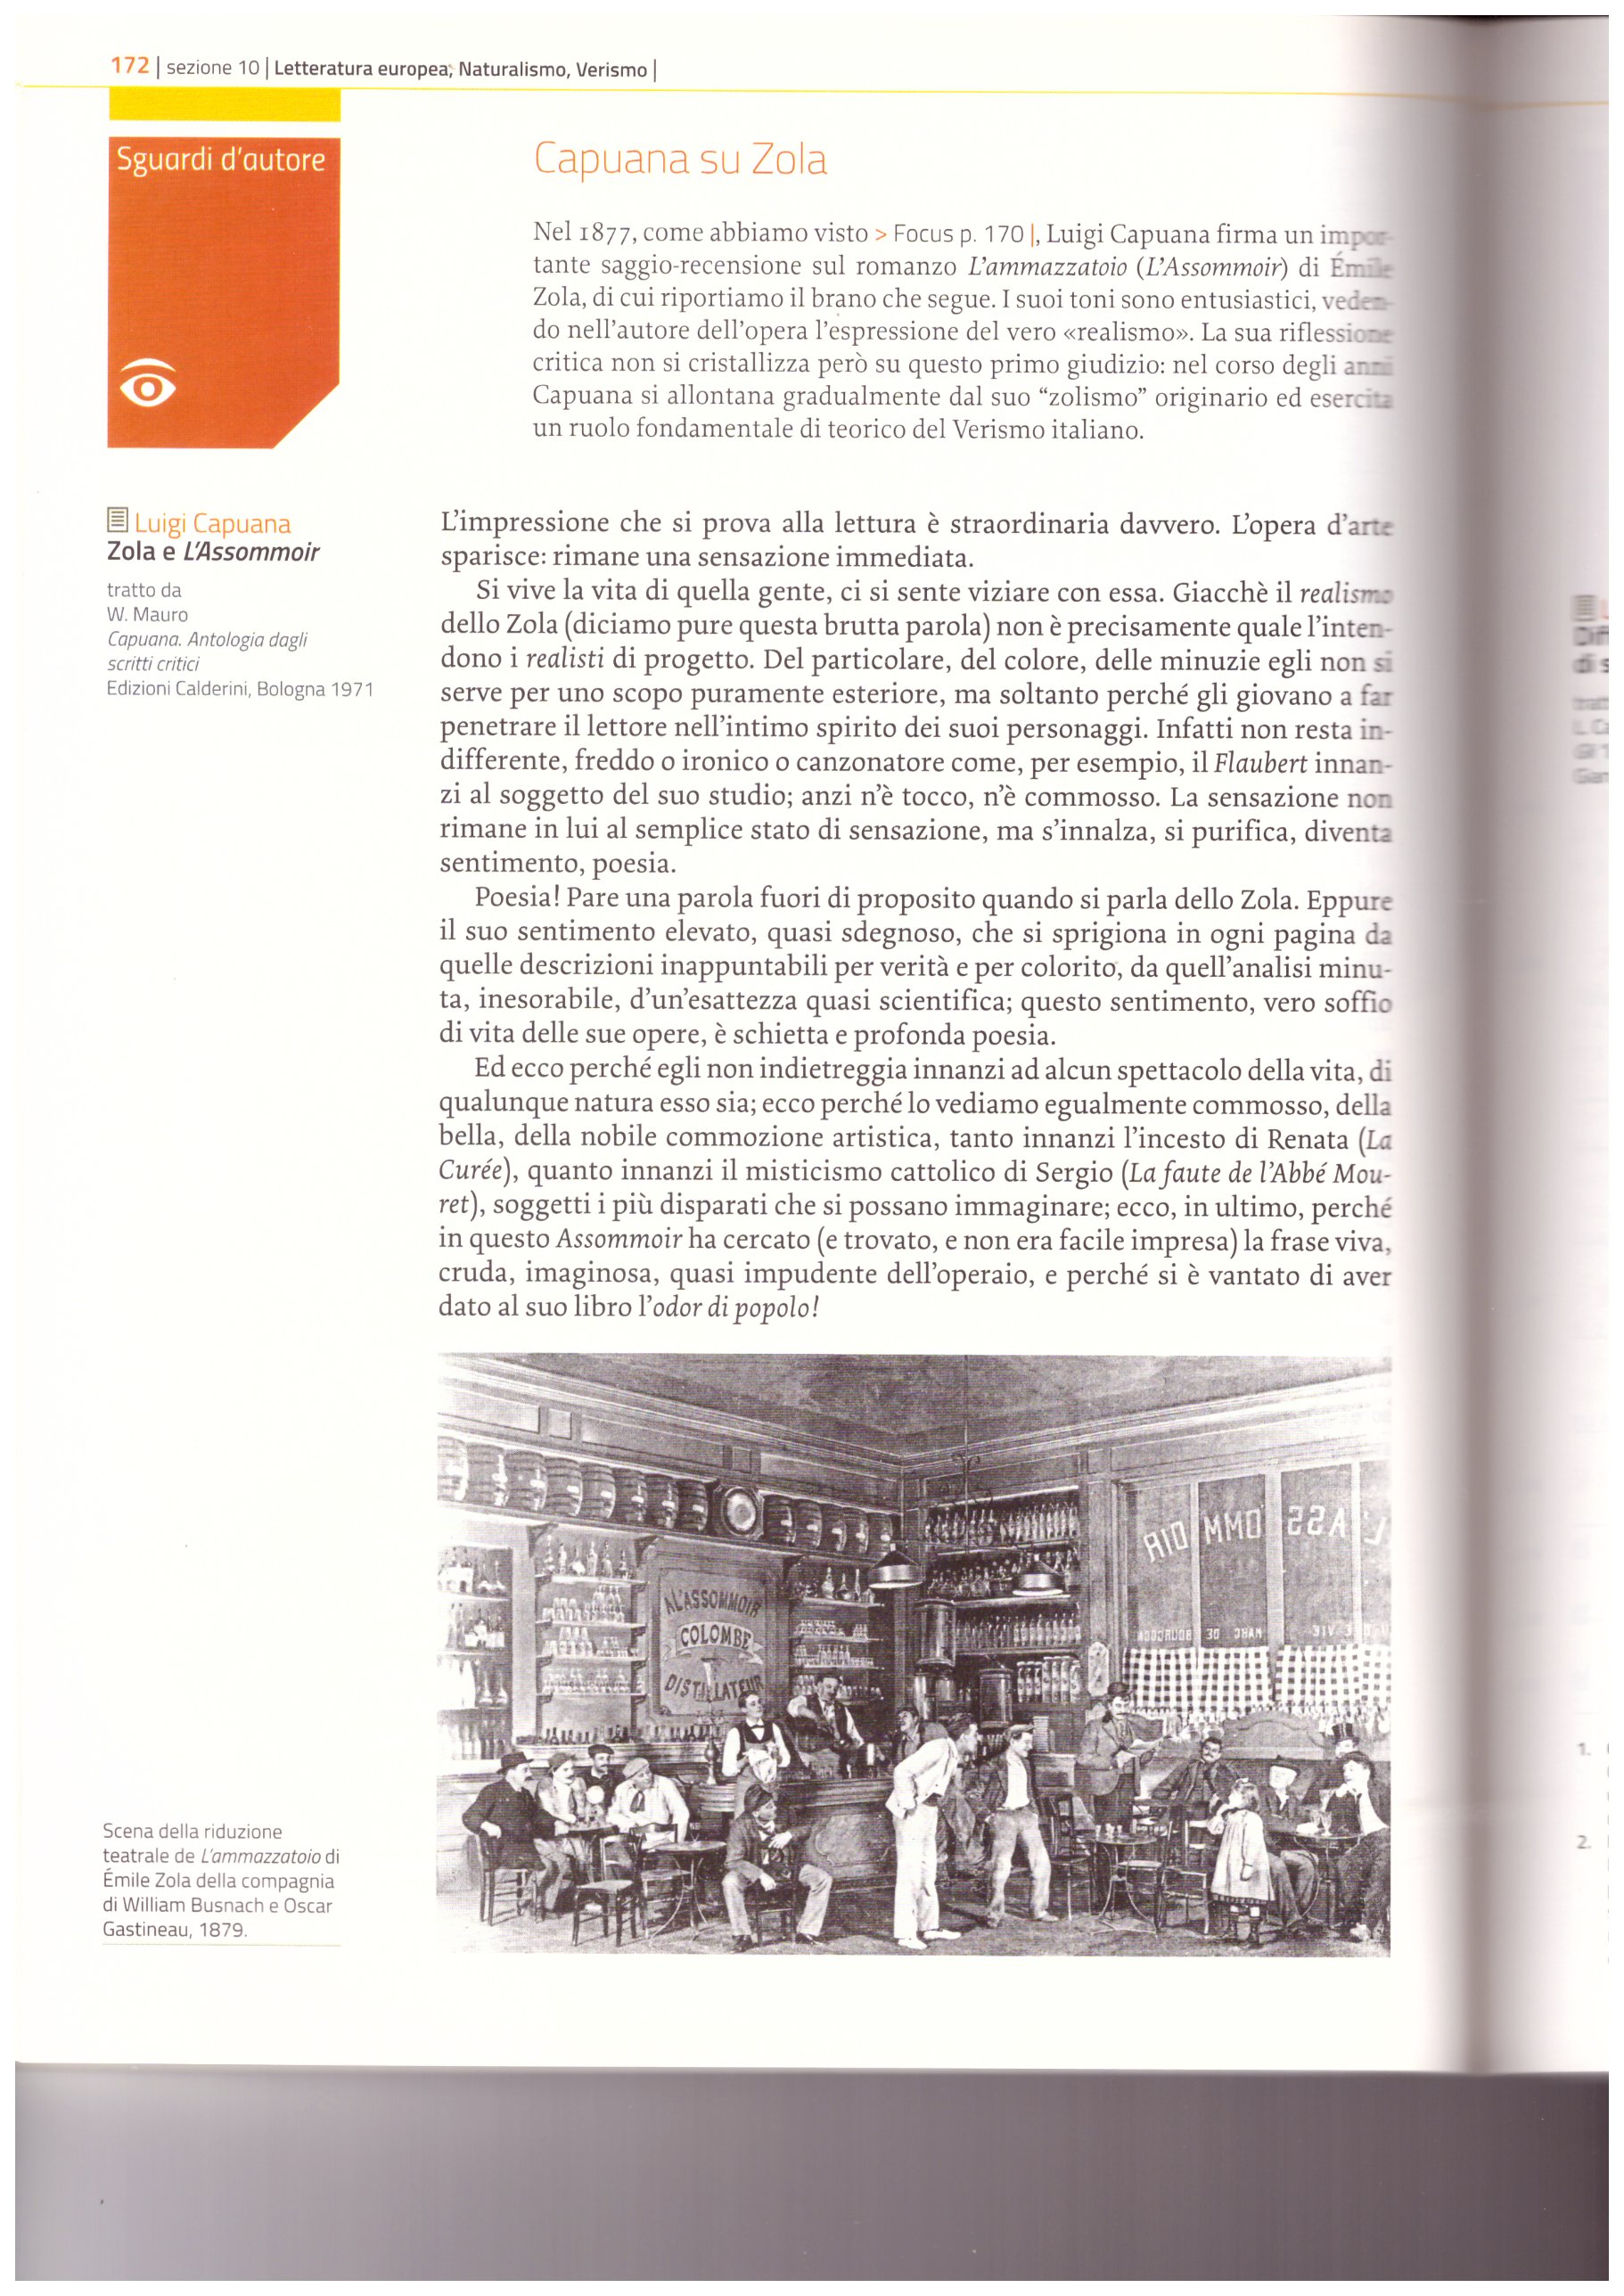 172 | sezione 10 | Letteratura europea, Naturalismo, Verismo |
Sguardi d'autore
Capuana su Zola
Nel 1877, come abbiamo visto > Focus p. 170 |, Luigi Capuana firma un impor-
tante saggio-recensione sul romanzo L'ammazzatoio (L'Assommoir) di Émile
Zola, di cui riportiamo il brano che segue. I suoi toni sono entusiastici, veden-
do nell'autore dell'opera l'espressione del vero «realismo». La sua riflessione
critica non si cristallizza però su questo primo giudizio: nel corso degli anni
Capuana si allontana gradualmente dal suo "zolismo" originario ed esercita
un ruolo fondamentale di teorico del Verismo italiano.
Luigi Capuana
Zola e L'Assommoir
tratto da
W. Mauro
Capuana. Antologia dagli
scritti critici
Edizioni Calderini, Bologna 1971
L'impressione che si prova alla lettura è straordinaria davvero. L'opera d'arte
sparisce: rimane una sensazione immediata.
Si vive la vita di quella gente, ci si sente viziare con essa. Giacchè il realismo
dello Zola (diciamo pure questa brutta parola) non è precisamente quale l'inten-
dono i realisti di progetto. Del particolare, del colore, delle minuzie egli non si
serve per uno scopo puramente esteriore, ma soltanto perché gli giovano a far
penetrare il lettore nell'intimo spirito dei suoi personaggi. Infatti non resta in-
differente, freddo o ironico o canzonatore come, per esempio, il Flaubert innan-
zi al soggetto del suo studio; anzi n'è tocco, n'è commosso. La sensazione non
rimane in lui al semplice stato di sensazione, ma s'innalza, si purifica, diventa
sentimento, poesia.
Poesia! Pare una parola fuori di proposito quando si parla dello Zola. Eppure
il suo sentimento elevato, quasi sdegnoso, che si sprigiona in ogni pagina da
quelle descrizioni inappuntabili per verità e per colorito, da quell'analisi minu-
ta, inesorabile, d'un'esattezza quasi scientifica; questo sentimento, vero soffio
di vita delle sue opere, è schietta e profonda poesia.
Ed ecco perché egli non indietreggia innanzi ad alcun spettacolo della vita, di
qualunque natura esso sia; ecco perché lo vediamo egualmente commosso, della
bella, della nobile commozione artistica, tanto innanzi l'incesto di Renata (La
Curée), quanto innanzi il misticismo cattolico di Sergio (La faute de l'Abbé Mou-
ret), soggetti i più disparati che si possano immaginare; ecco, in ultimo, perché
in questo Assommoir ha cercato (e trovato, e non era facile impresa) la frase viva,
cruda, imaginosa, quasi impudente dell'operaio, e perché si è vantato di aver
dato al suo libro l'odor di popolo!
L'ASSOMMOIR
A L'ASSOMMOIR
COLOMBE
DISTILLATEUR
MARC DE BOURGOGN
VIE
Scena della riduzione
teatrale de L'ammazzatoio di
Émile Zola della compagnia
di William Busnach e Oscar
Gastineau, 1879.
1.
2.